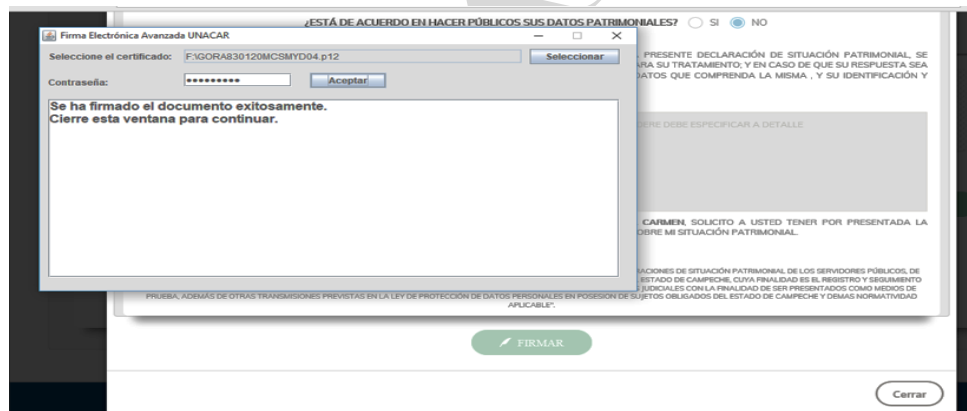 ¿ESTÁ DE ACUERDO EN HACER PÚBLICOS SUS DATOS PATRIMONIALES? SI NO
Firma Electrónica Avanzada UNACAR
Seleccione el certificado: F:\GORA830120MCSMYD04.p12 Seleccionar
Contraseña: ●●●●●●●●● Aceptar
Se ha firmado el documento exitosamente.
Cierre esta ventana para continuar.
PRESENTE DECLARACIÓN DE SITUACIÓN PATRIMONIAL, SE
RA SU TRATAMIENTO; Y EN CASO DE QUE SU RESPUESTA SEA
DATOS QUE COMPRENDA LA MISMA , Y SU IDENTIFICACIÓN Y
ERE DEBE ESPECIFICAR A DETALLE
CARMEN, SOLICITO A USTED TENER POR PRESENTADA LA
OBRE MI SITUACIÓN PATRIMONIAL.
ACIONES DE SITUACIÓN PATRIMONIAL DE LOS SERVIDORES PÚBLICOS, DE
ESTADO DE CAMPECHE, CUYA FINALIDAD ES EL REGISTRO Y SEGUIMIENTO
JUDICIALES CON LA FINALIDAD DE SER PRESENTADOS COMO MEDIOS DE
PRUEBA, ADEMÁS DE OTRAS TRANSMISIONES PREVISTAS EN LA LEY DE PROTECCIÓN DE DATOS PERSONALES EN POSESIÓN DE SUJETOS OBLIGADOS DEL ESTADO DE CAMPECHE Y DEMAS NORMATIVIDAD
APLICABLE".
FIRMAR
Cerrar